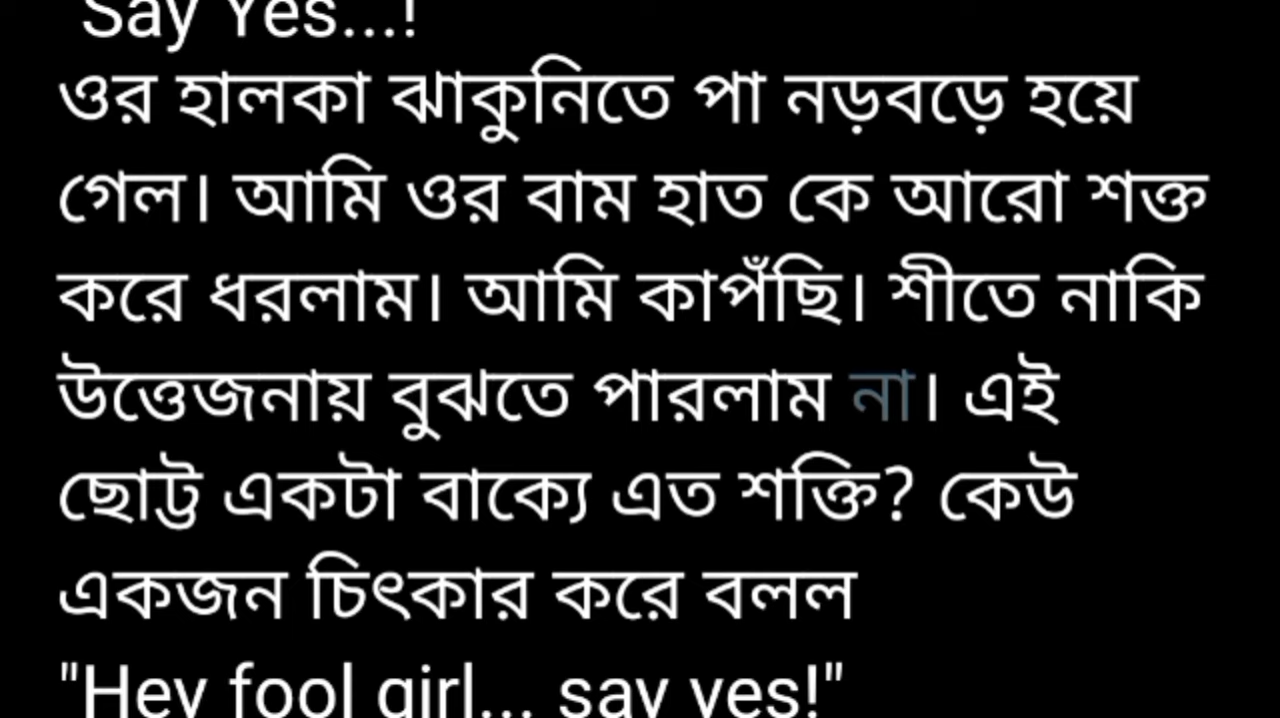 Say Yes...!
ওর হালকা ঝাকুনিতে পা নড়বড়ে হয়ে
গেল। আমি ওর বাম হাত কে আরো শক্ত
করে ধরলাম। আমি কাপঁছি। শীতে নাকি
উত্তেজনায় বুঝতে পারলাম না। এই
ছোট্ট একটা বাক্যে এত শক্তি? কেউ
একজন চিৎকার করে বলল
"Hey fool girl... say yes!"